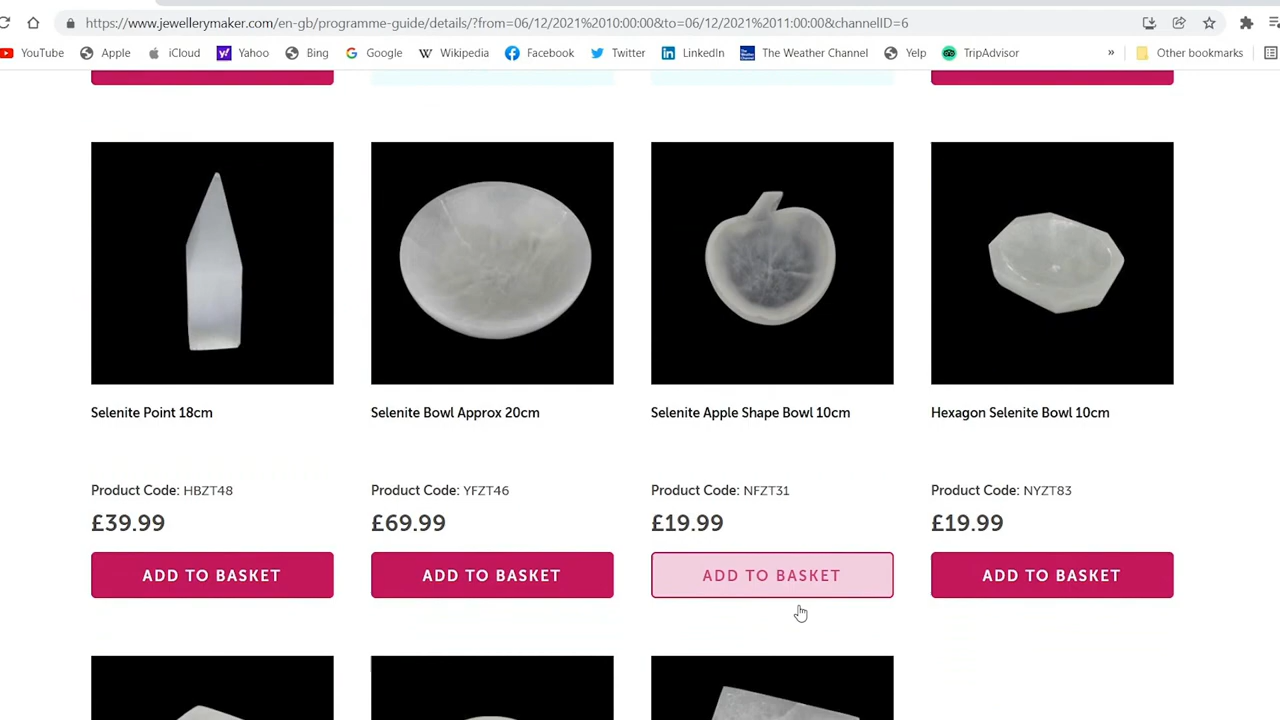 https://www.jewellerymaker.com/en-gb/programme-guide/details/?from=06/12/2021%2010:00:00&to=06/12/2021%2011:00:00&channelID=6
YouTube Apple iCloud Yahoo Bing Google Wikipedia Facebook Twitter LinkedIn The Weather Channel Yelp TripAdvisor » Other bookmarks
Selenite Point 18cm Selenite Bowl Approx 20cm Selenite Apple Shape Bowl 10cm Hexagon Selenite Bowl 10cm
Product Code: HBZT48 Product Code: YFZT46 Product Code: NFZT31 Product Code: NYZT83
£39.99 £69.99 £19.99 £19.99
ADD TO BASKET ADD TO BASKET ADD TO BASKET ADD TO BASKET